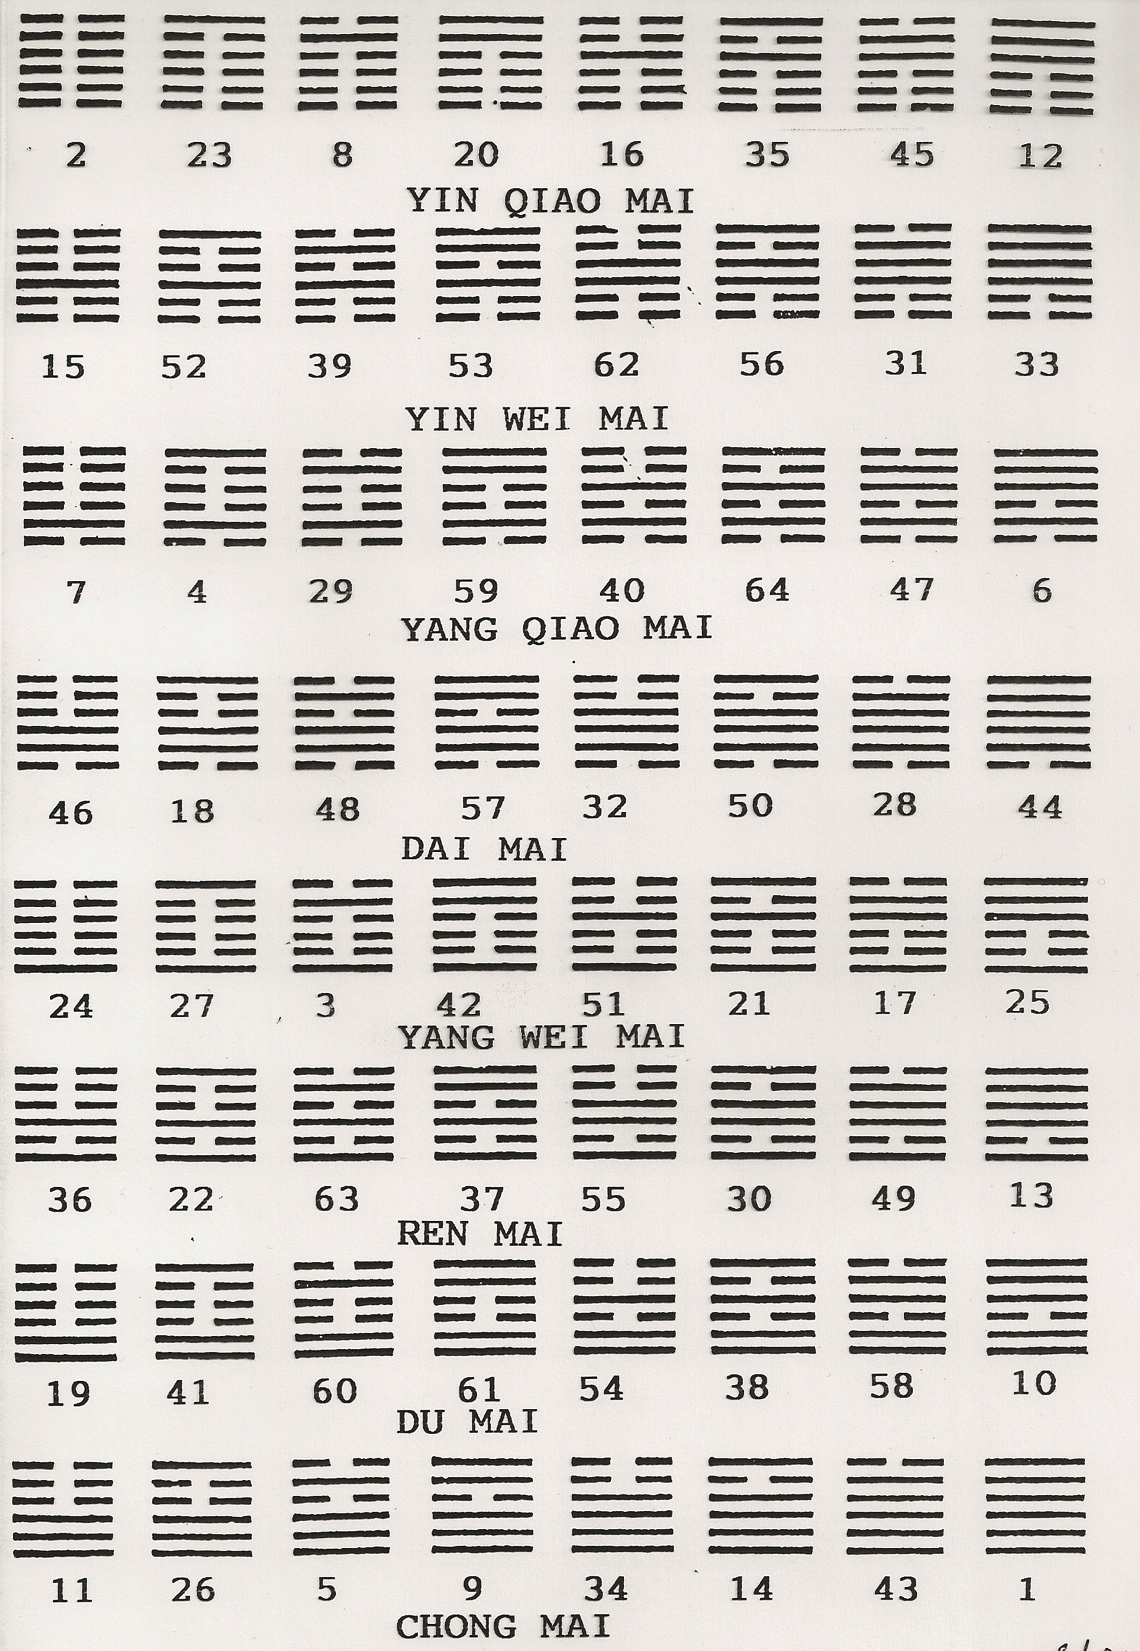 2 23 8 20 16 35 45 12
YIN QIAO MAI
15 52 39 53 62 56 31 33
YIN WEI MAI
7 4 29 59 40 64 47 6
YANG QIAO MAI
46 18 48 57 32 50 28 44
DAI MAI
24 27 3 42 51 21 17 25
YANG WEI MAI
36 22 63 37 55 30 49 13
REN MAI
19 41 60 61 54 38 58 10
DU MAI
11 26 5 9 34 14 43 1
CHONG MAI